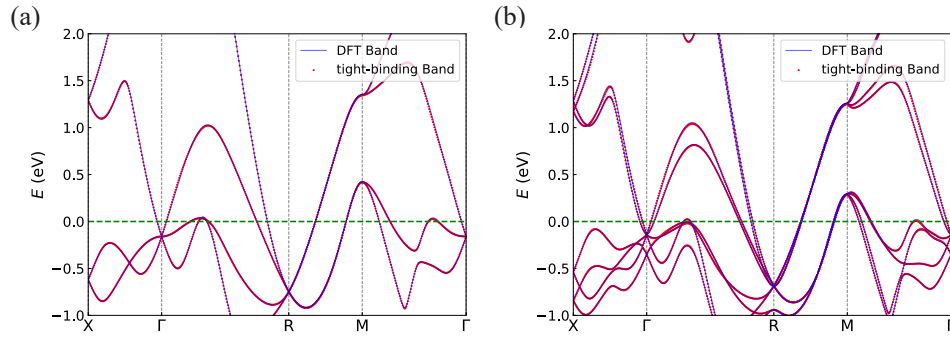 (a)
2.0
1.5
1.0
0.5
0.0
−0.5
−1.0
E (eV)
X Γ R M Γ
DFT Band
tight-binding Band
(b)
2.0
1.5
1.0
0.5
0.0
−0.5
−1.0
E (eV)
X Γ R M
DFT Band
tight-binding Band